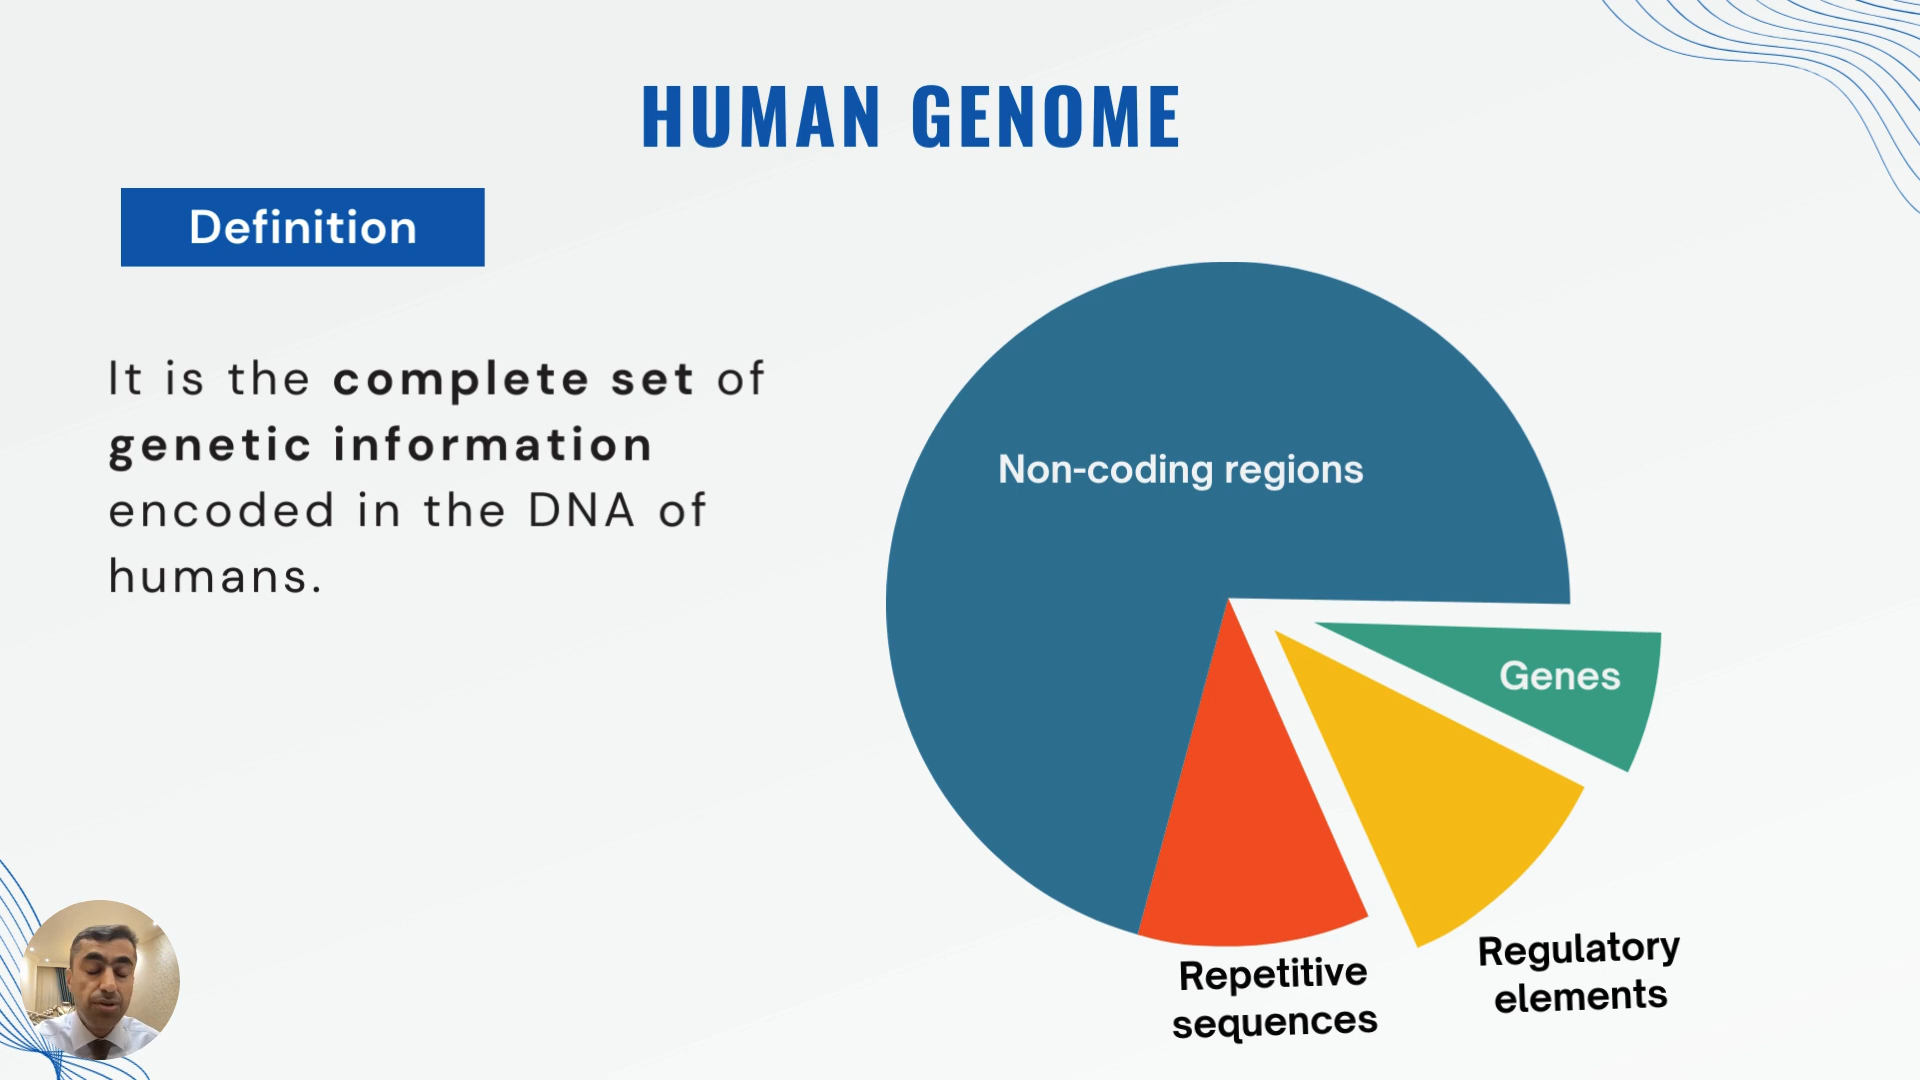 HUMAN GENOME
Definition
It is the complete set of
genetic information
encoded in the DNA of
humans.
Non-coding regions
Genes
Regulatory
elements
Repetitive
sequences